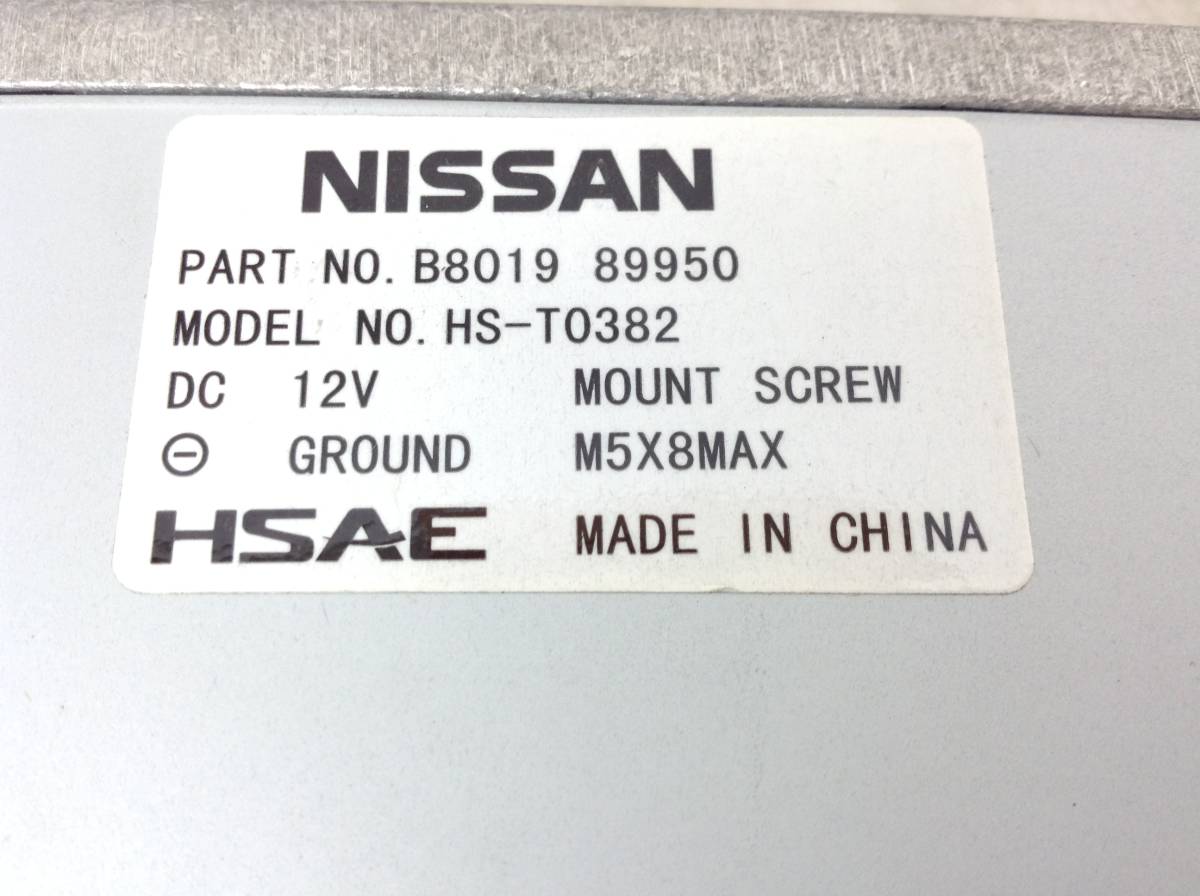 NISSAN
PART NO. B8019 89950
MODEL NO. HS-T0382
DC 12V MOUNT SCREW
⊖ GROUND M5X8MAX
HSAE MADE IN CHINA